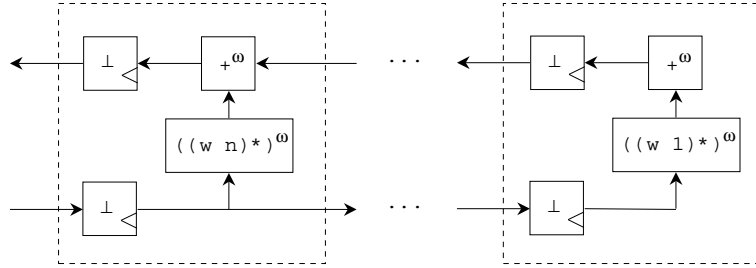 ⊥ +^ω ··· ⊥ +^ω
((w n)*)^ω ((w 1)*)^ω
⊥ ··· ⊥